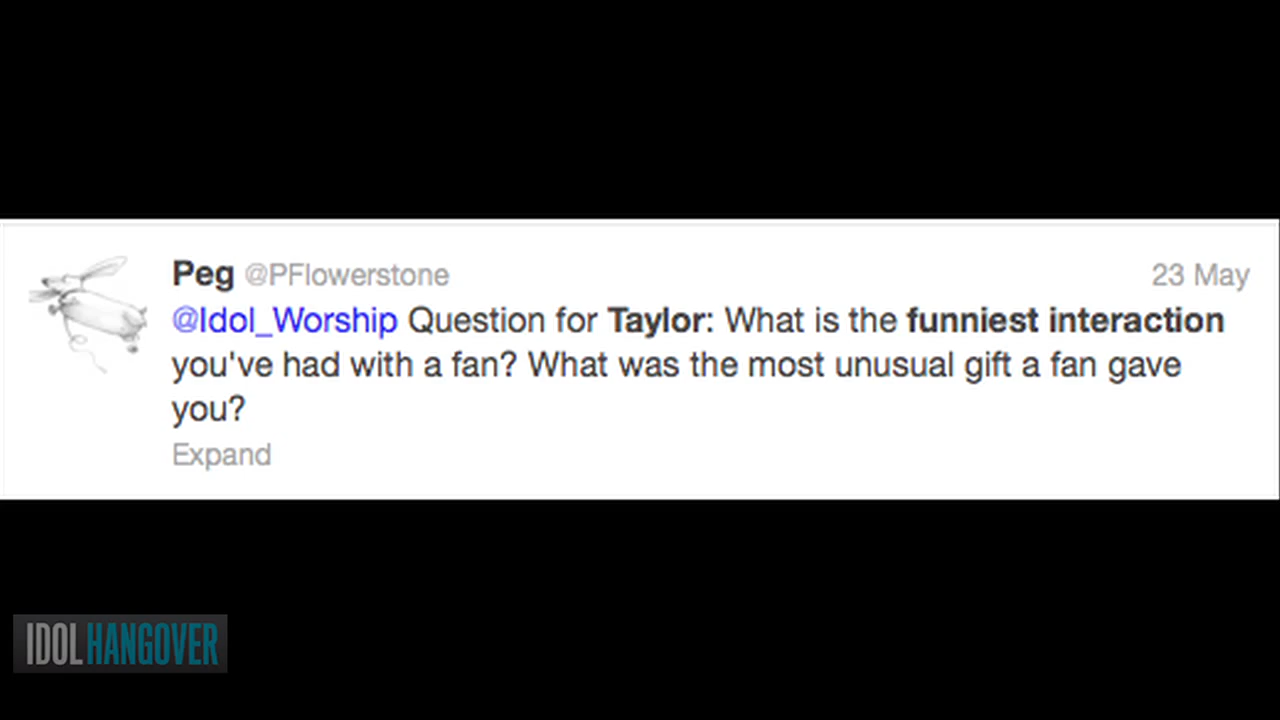 Peg @PFlowerstone 23 May
@Idol_Worship Question for Taylor: What is the funniest interaction
you've had with a fan? What was the most unusual gift a fan gave
you?
Expand
IDOL HANGOVER